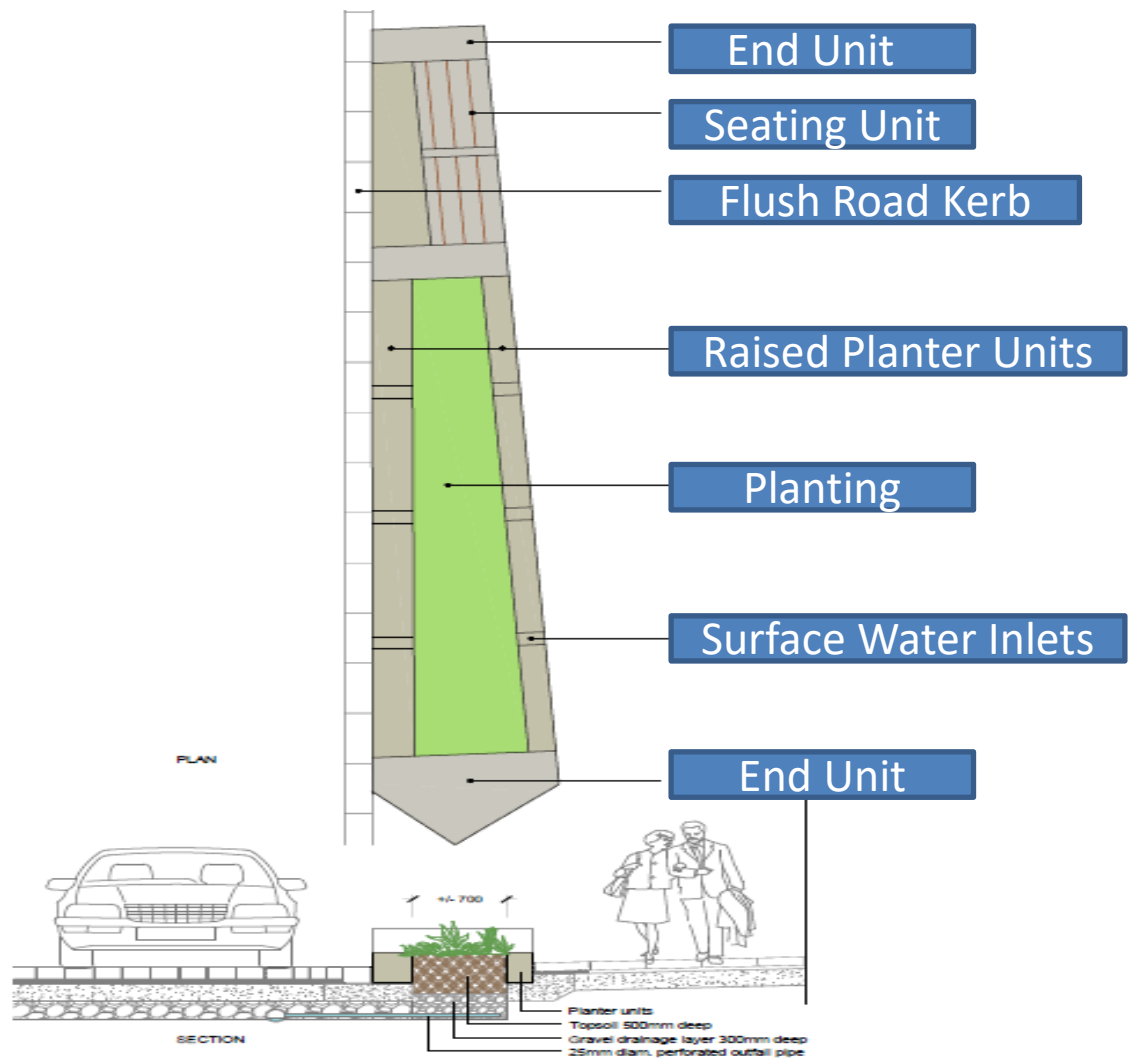 End Unit
Seating Unit
Flush Road Kerb
Raised Planter Units
Planting
Surface Water Inlets
PLAN
End Unit
+/- 700
Planter units
Topsoil 500mm deep
Gravel drainage layer 300mm deep
SECTION
25mm diam. perforated outfall pipe